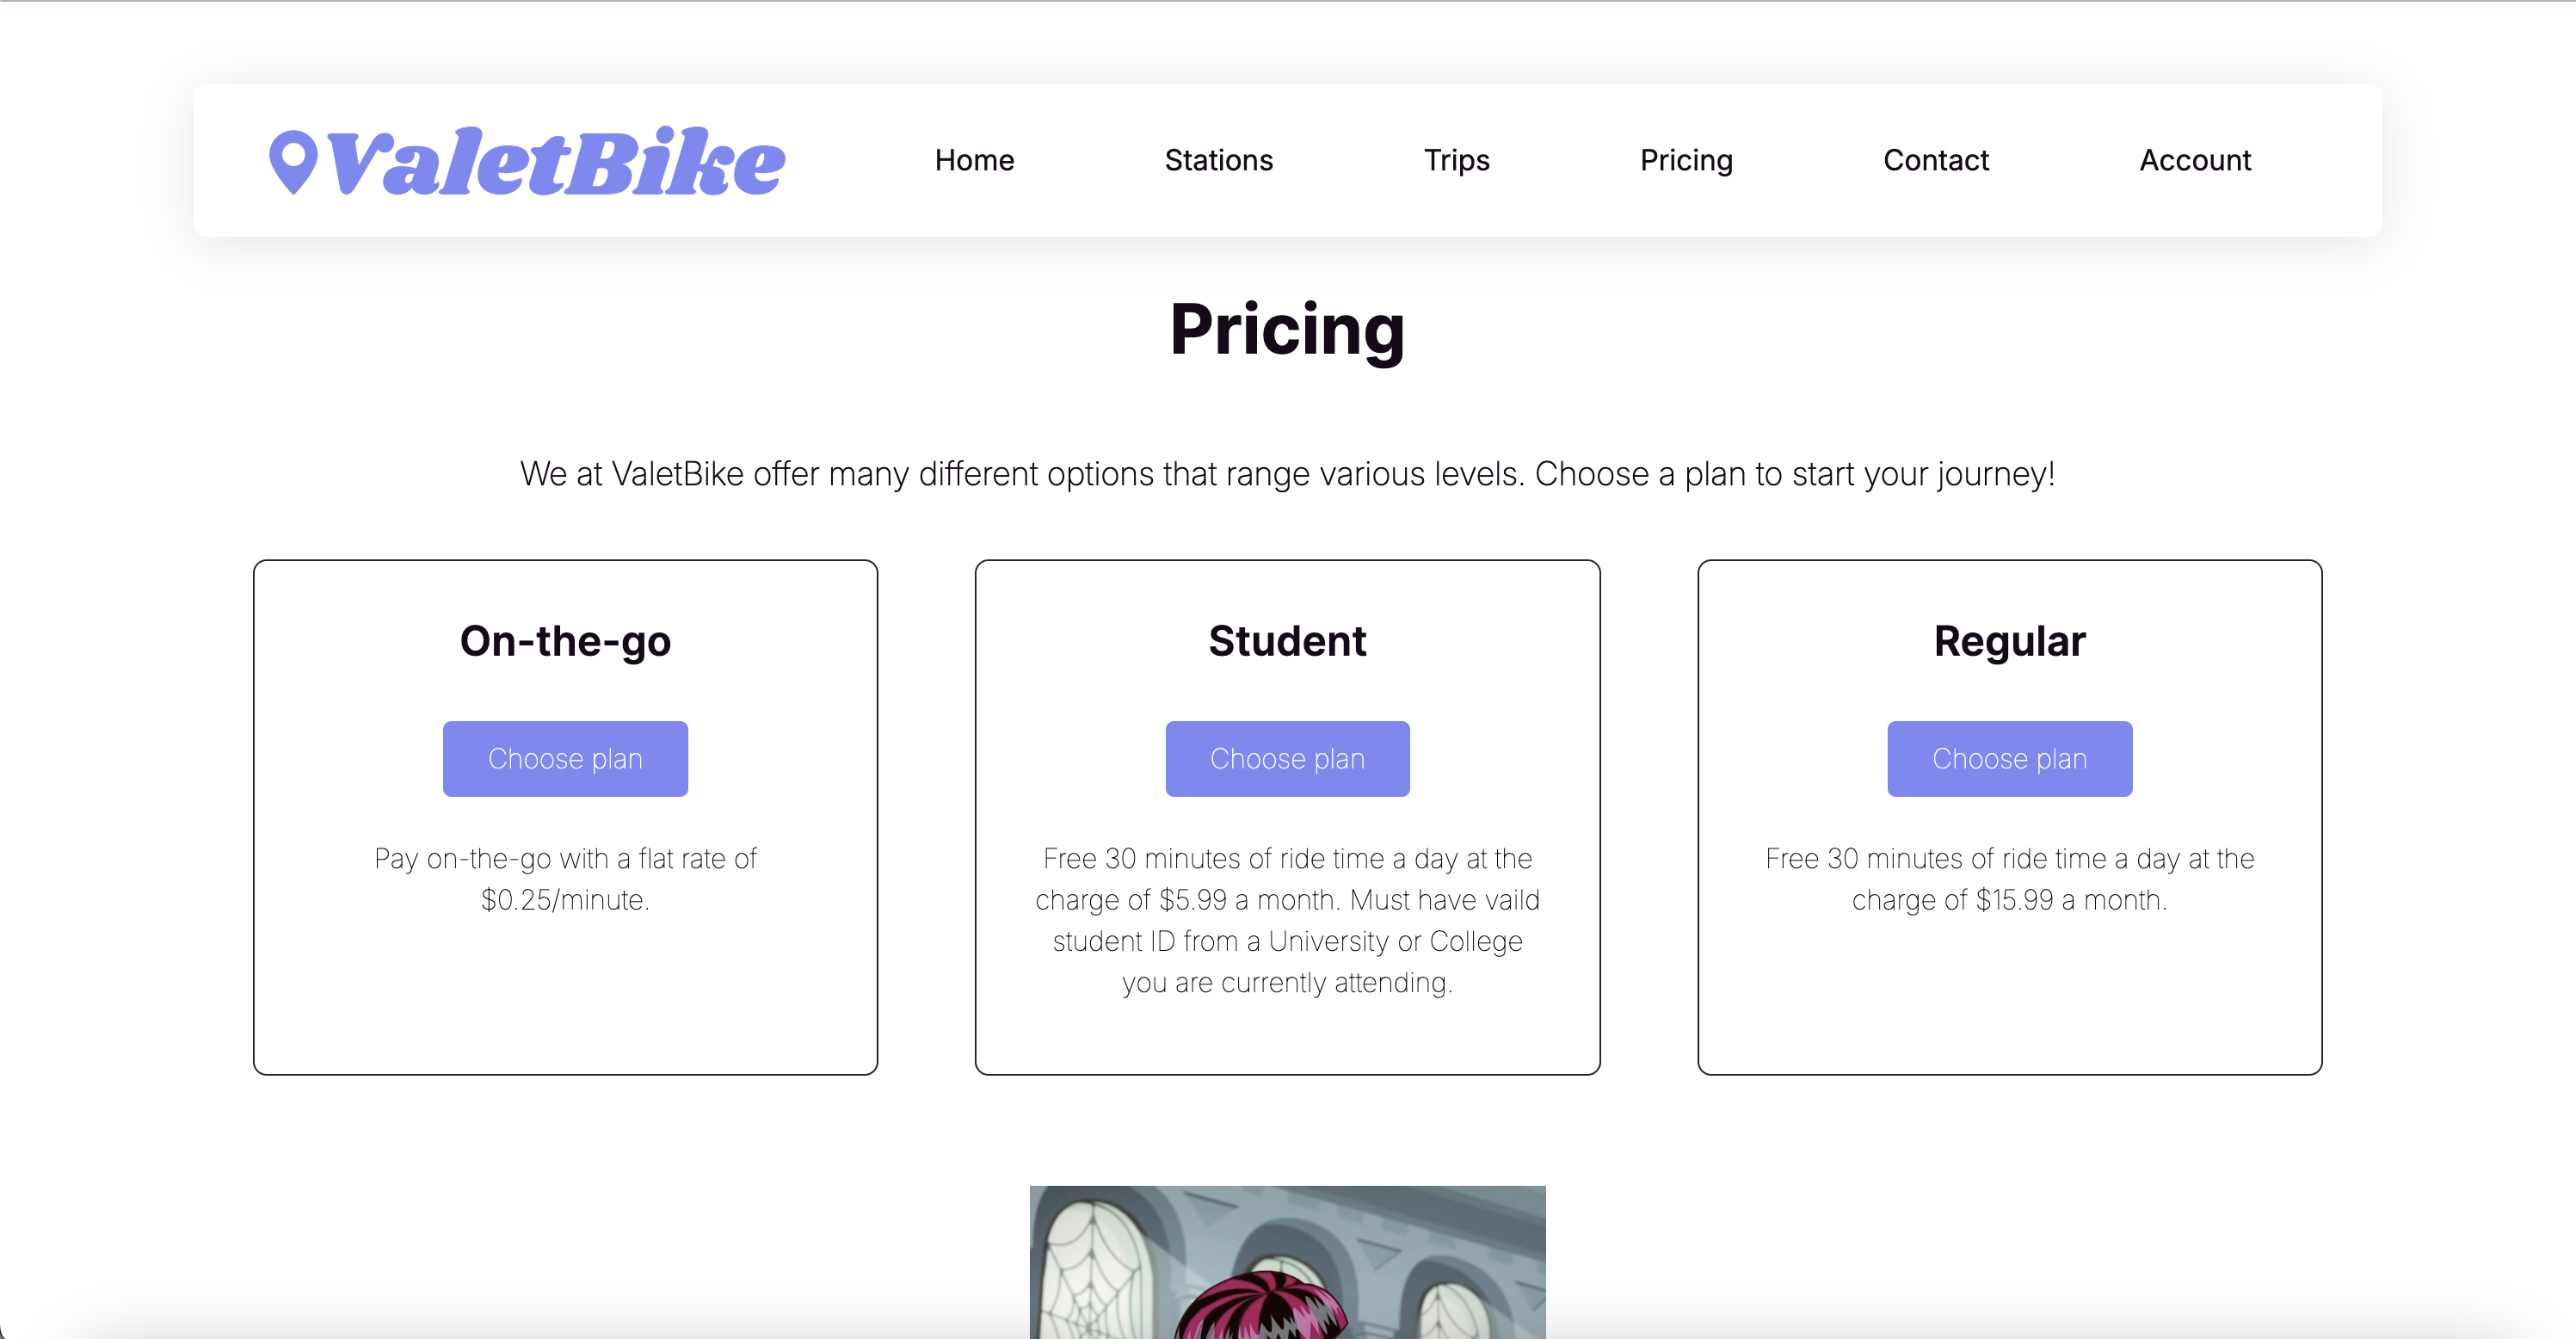 ValetBike
Home Stations Trips Pricing Contact Account
Pricing
We at ValetBike offer many different options that range various levels. Choose a plan to start your journey!
On-the-go
Choose plan
Pay on-the-go with a flat rate of
$0.25/minute.
Student
Choose plan
Free 30 minutes of ride time a day at the
charge of $5.99 a month. Must have vaild
student ID from a University or College
you are currently attending.
Regular
Choose plan
Free 30 minutes of ride time a day at the
charge of $15.99 a month.